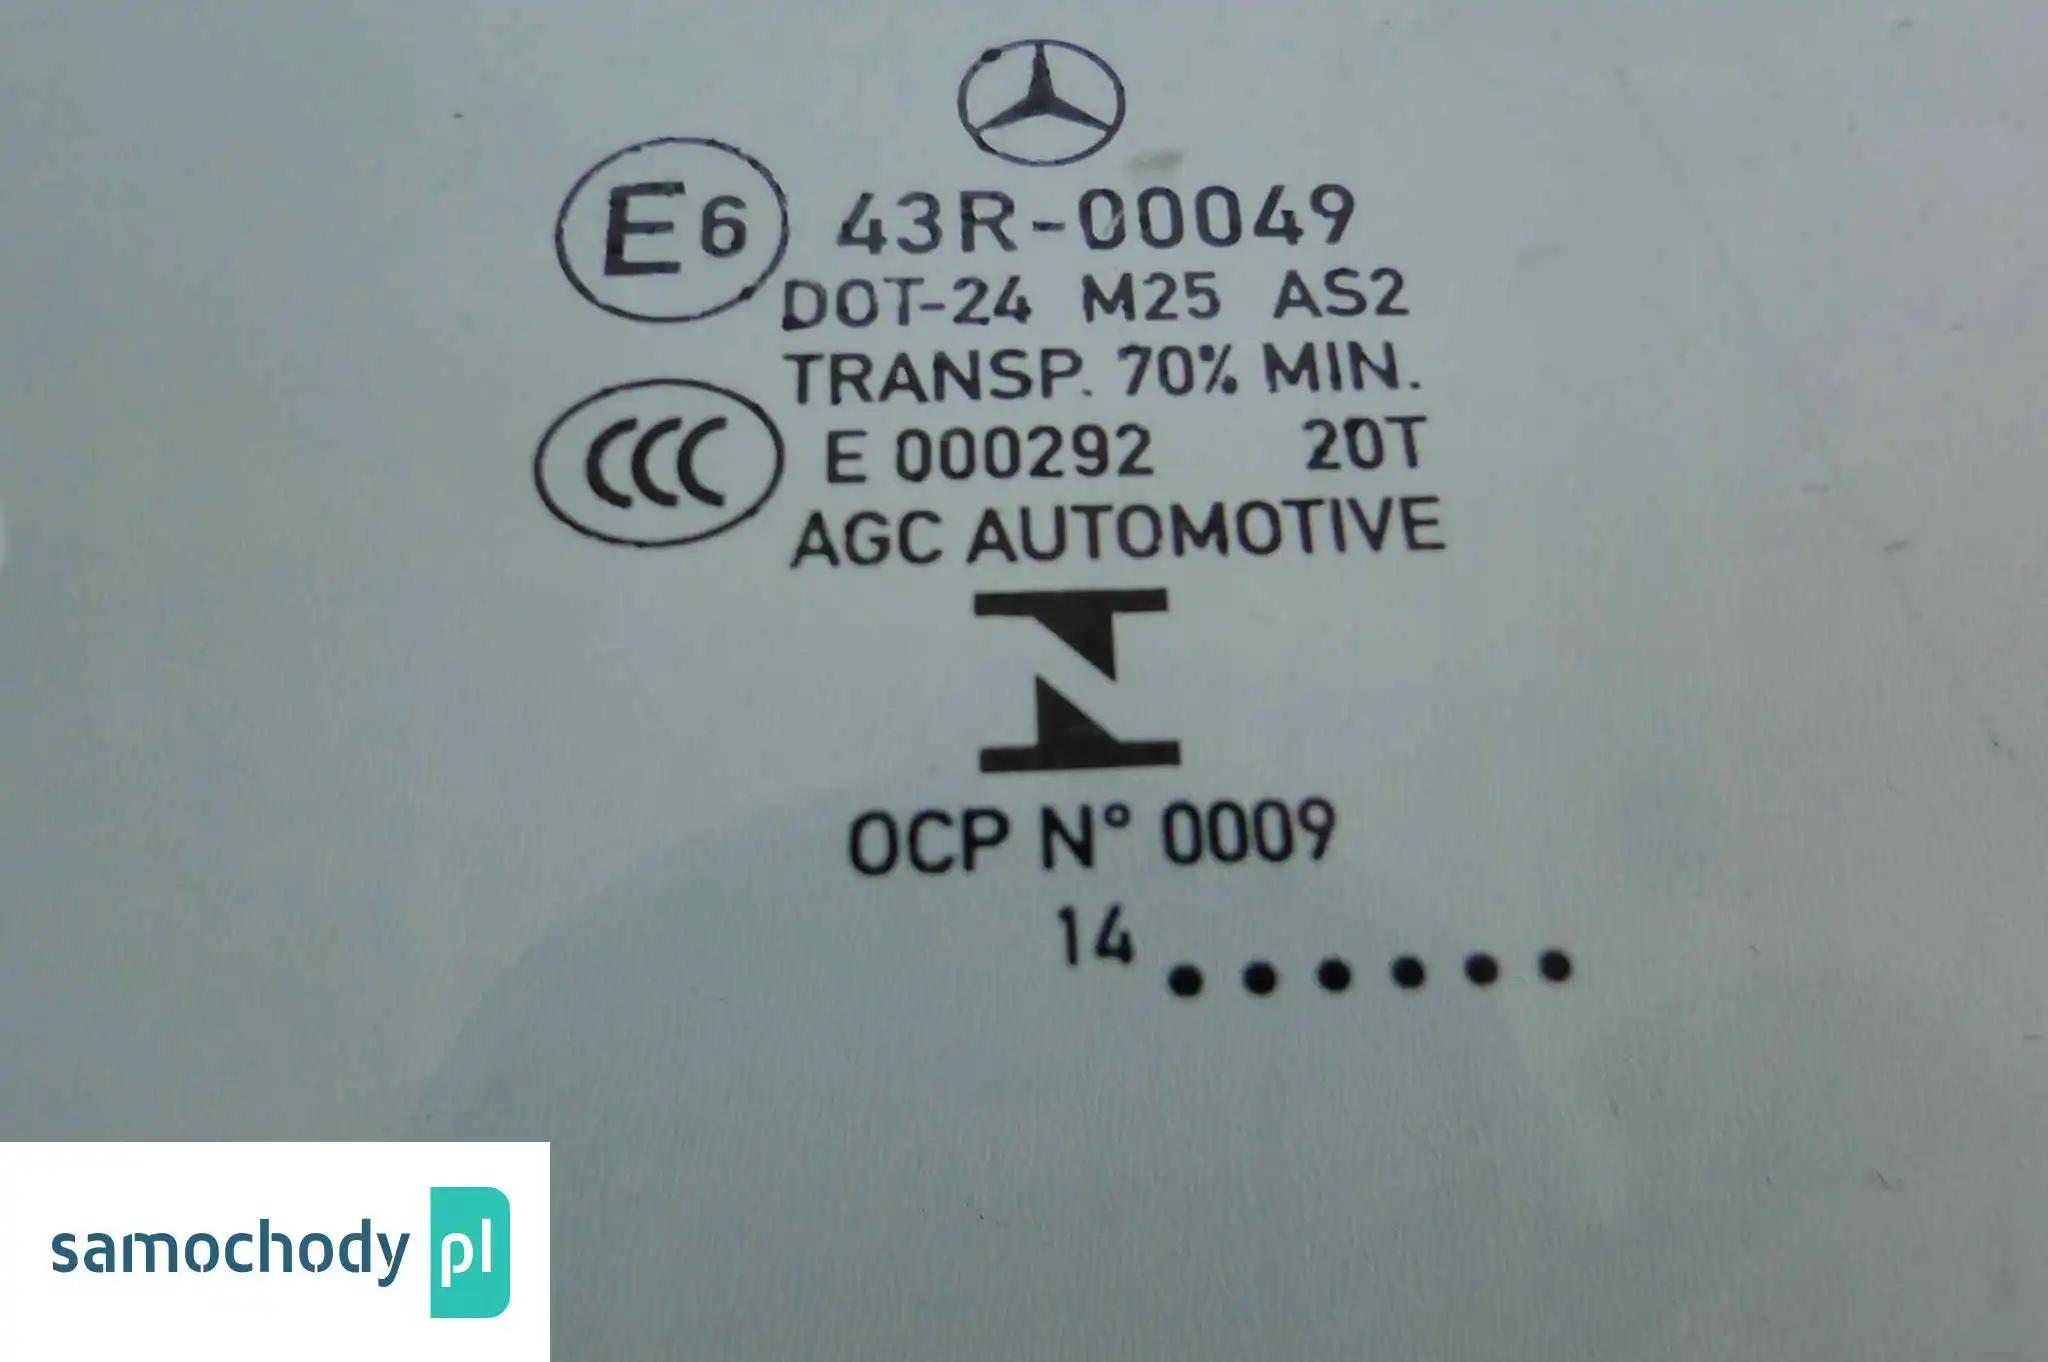 E6 43R-00049
DOT-24 M25 AS2
TRANSP. 70% MIN.
CCC E 000292 20T
AGC AUTOMOTIVE
OCP N° 0009
14 ......
samochody pl